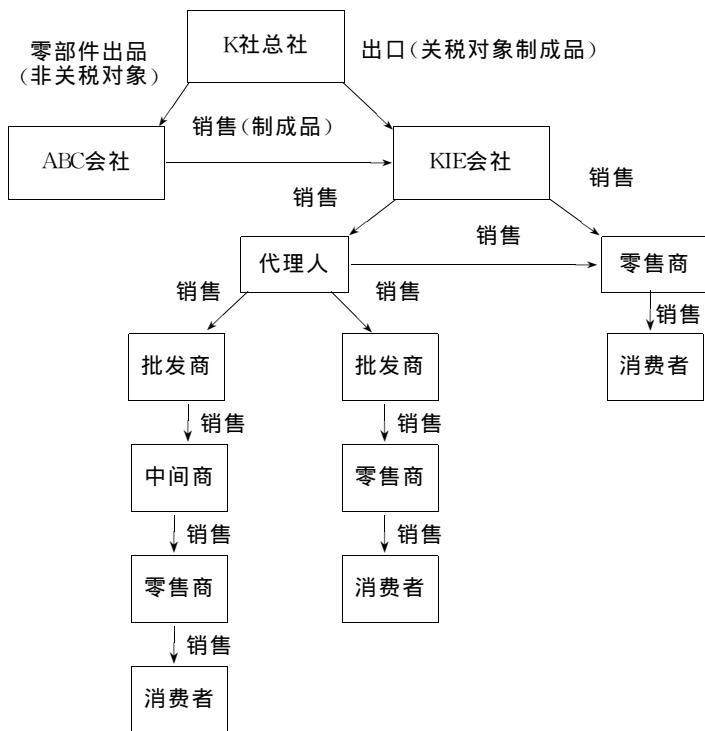 K社总社
零部件出品
(非关税对象)
出口(关税对象制成品)
销售(制成品)
ABC会社
KIE会社
销售
销售
销售
代理人
零售商
销售
销售
销售
批发商
批发商
消费者
销售
销售
中间商
零售商
销售
销售
零售商
消费者
销售
消费者